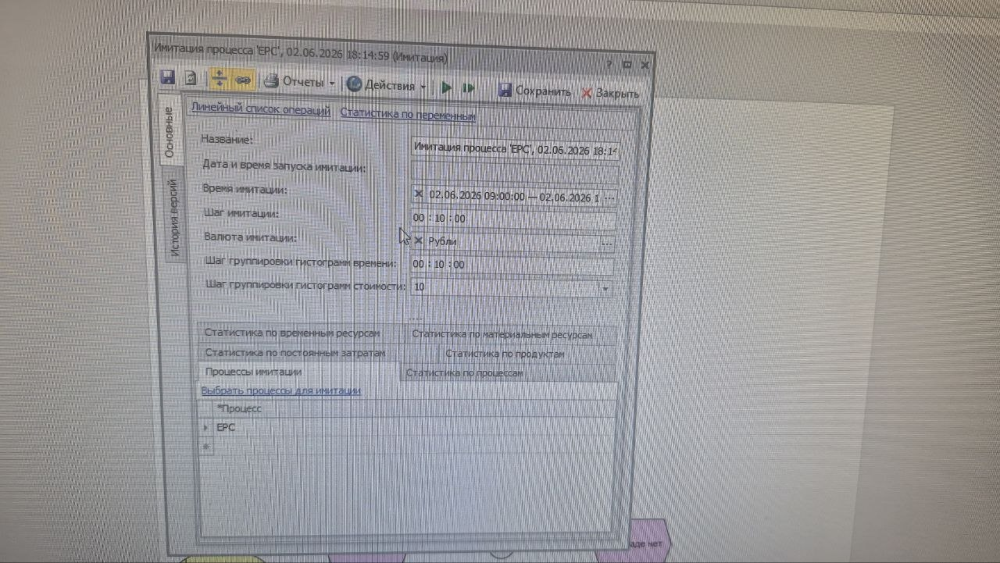 Имитация процесса 'EPC', 02.06.2026 18:14:59 (Имитация)
Отчеты Действия Сохранить Закрыть
Основные
История версий
Линейный список операций Статистика по переменным
Название: Имитация процесса 'EPC', 02.06.2026 18:14
Дата и время запуска имитации:
Время имитации: 02.06.2026 09:00:00 — 02.06.2026 1 ...
Шаг имитации: 00 : 10 : 00
Валюта имитации: Рубли ...
Шаг группировки гистограмм времени: 00 : 10 : 00
Шаг группировки гистограмм стоимости: 10
Статистика по временным ресурсам Статистика по материальным ресурсам
Статистика по постоянным затратам Статистика по продуктам
Процессы имитации Статистика по процессам
Выбрать процессы для имитации
*Процесс
EPC
аде нет